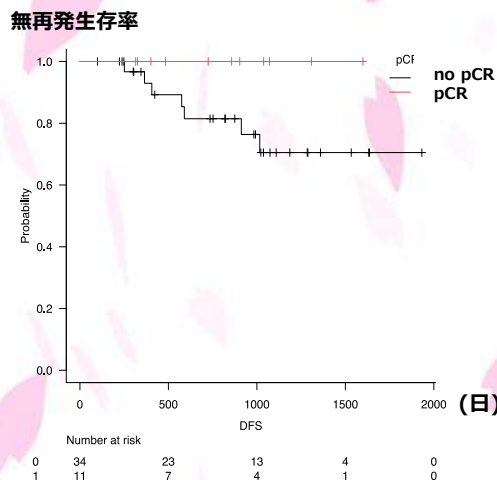 無再発生存率
pCF
no pCR
pCR
1.0
0.8
0.6
0.4
0.2
0.0
Probability
0 500 1000 1500 2000 (日)
DFS
Number at risk
0 34 23 13 4 0
1 11 7 4 1 0